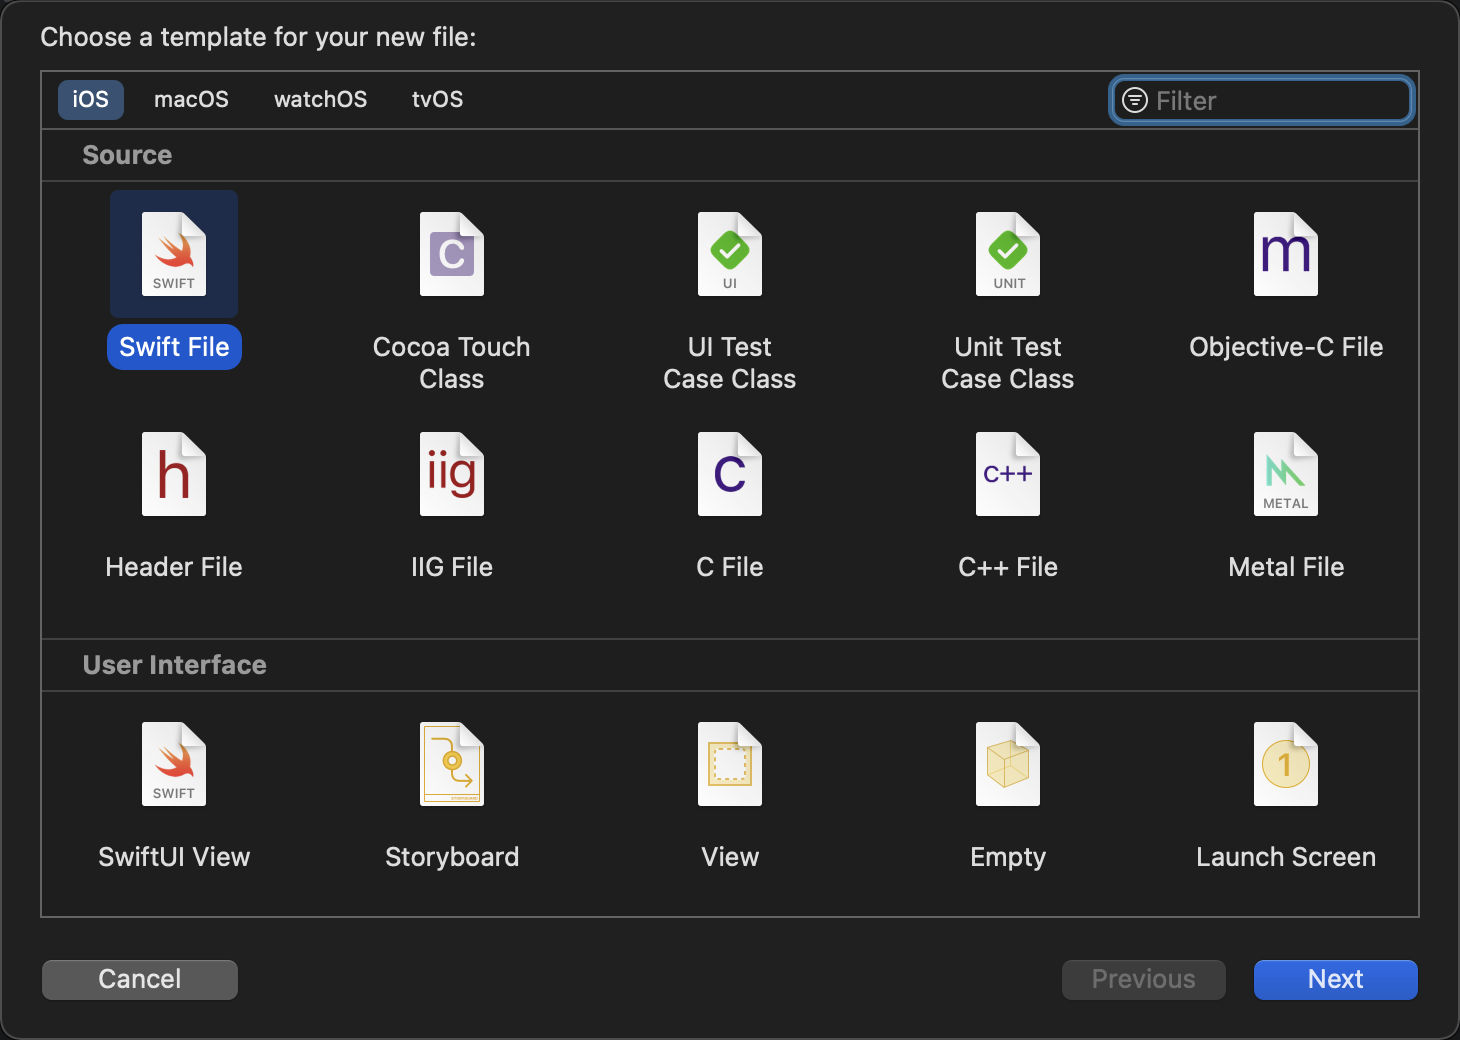 Choose a template for your new file:
iOS macOS watchOS tvOS Filter
Source
SWIFT C UI UNIT m
Swift File Cocoa Touch Class UI Test Case Class Unit Test Case Class Objective-C File
h iig C C++ METAL
Header File IIG File C File C++ File Metal File
User Interface
SWIFT 1
SwiftUI View Storyboard View Empty Launch Screen
Cancel Previous Next